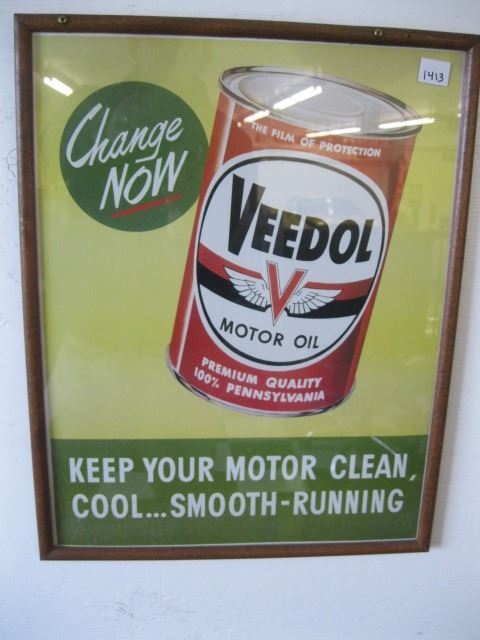 1413
Change
NOW
THE FILM OF PROTECTION
VEEDOL
V
MOTOR OIL
PREMIUM QUALITY
100% PENNSYLVANIA
KEEP YOUR MOTOR CLEAN,
COOL...SMOOTH-RUNNING